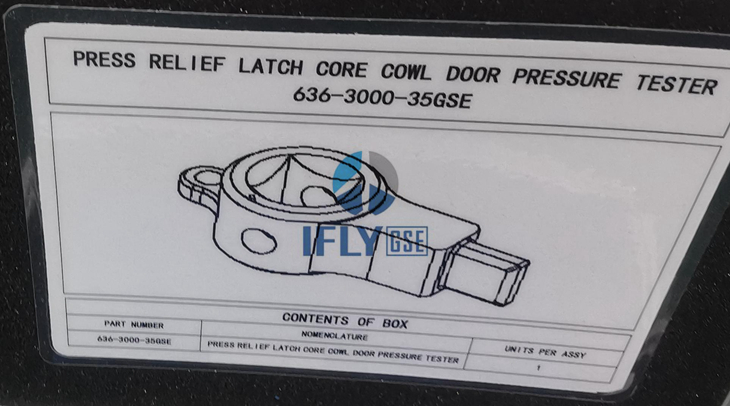 PRESS RELIEF LATCH CORE COWL DOOR PRESSURE TESTER
636-3000-35GSE
IFLY GSE
CONTENTS OF BOX
PART NUMBER NOMENCLATURE UNITS PER ASSY
636-3000-35GSE PRESS RELIEF LATCH CORE COWL DOOR PRESSURE TESTER 1